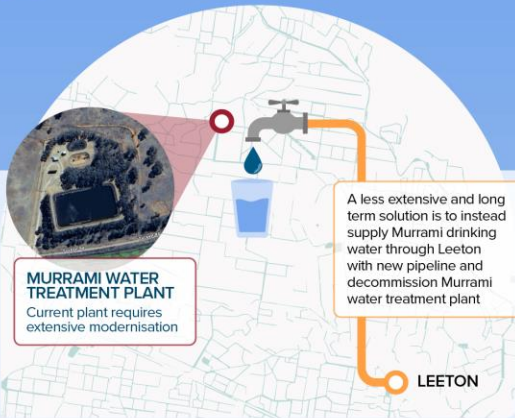 MURRAMI WATER
TREATMENT PLANT
Current plant requires
extensive modernisation
A less extensive and long
term solution is to instead
supply Murrami drinking
water through Leeton
with new pipeline and
decommission Murrami
water treatment plant
LEETON